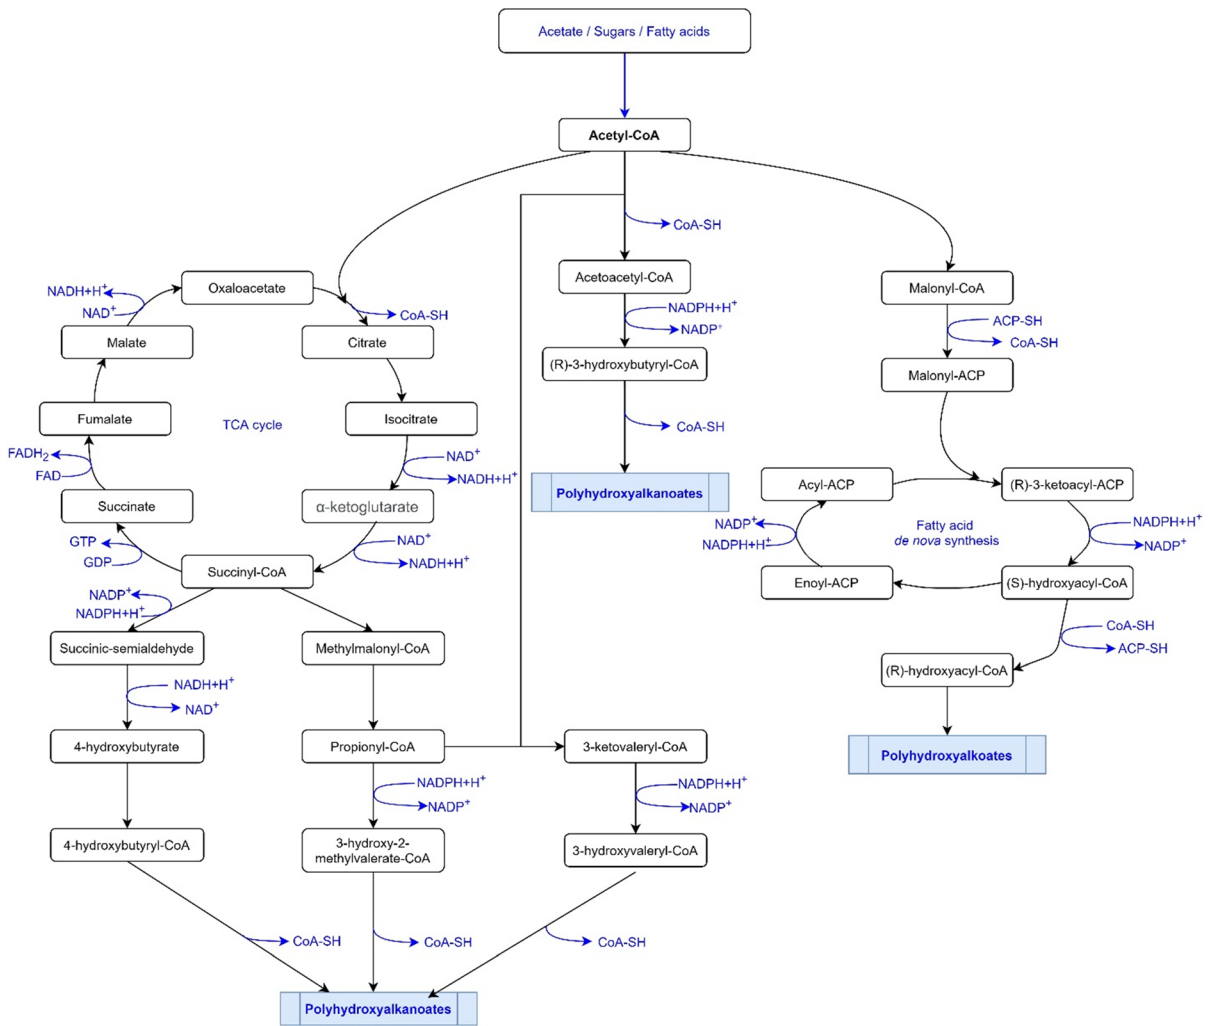 Acetate / Sugars / Fatty acids
Acetyl-CoA
CoA-SH
Acetoacetyl-CoA
NADPH+H+
NADP+
(R)-3-hydroxybutyryl-CoA
CoA-SH
Polyhydroxyalkanoates
Oxaloacetate
NADH+H+
NAD+
CoA-SH
Malate
Citrate
Fumalate
TCA cycle
Isocitrate
FADH2
FAD
NAD+
NADH+H+
Succinate
α-ketoglutarate
GTP
GDP
NAD+
NADH+H+
Succinyl-CoA
NADP+
NADPH+H+
Succinic-semialdehyde
Methylmalonyl-CoA
NADH+H+
NAD+
4-hydroxybutyrate
Propionyl-CoA
3-ketovaleryl-CoA
NADPH+H+
NADP+
NADPH+H+
NADP+
4-hydroxybutyryl-CoA
3-hydroxy-2-
methylvalerate-CoA
3-hydroxyvaleryl-CoA
CoA-SH
CoA-SH
CoA-SH
Polyhydroxyalkanoates
Malonyl-CoA
ACP-SH
CoA-SH
Malonyl-ACP
Acyl-ACP
(R)-3-ketoacyl-ACP
NADP+
NADPH+H+
Fatty acid
de nova synthesis
NADPH+H+
NADP+
Enoyl-ACP
(S)-hydroxyacyl-CoA
CoA-SH
ACP-SH
(R)-hydroxyacyl-CoA
Polyhydroxyalkoates